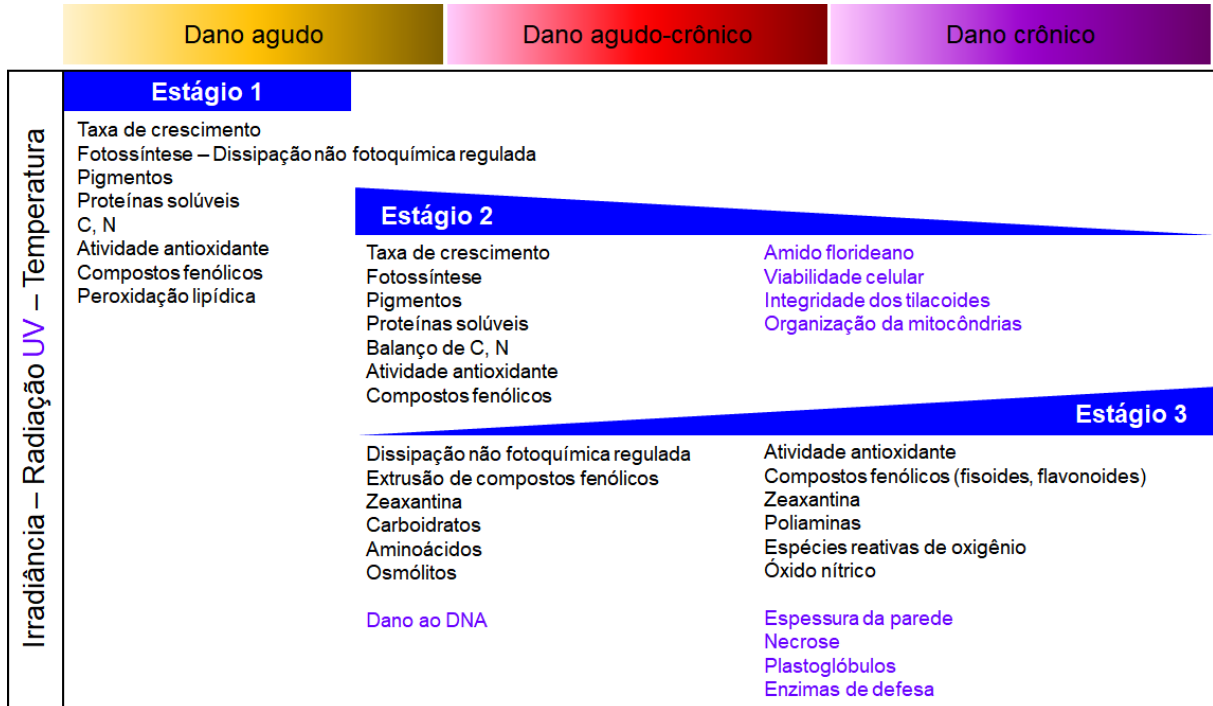 Dano agudo
Dano agudo-crônico
Dano crônico
Irradiância – Radiação UV – Temperatura
Estágio 1
Taxa de crescimento
Fotossíntese – Dissipação não fotoquímica regulada
Pigmentos
Proteínas solúveis
C, N
Atividade antioxidante
Compostos fenólicos
Peroxidação lipídica
Estágio 2
Taxa de crescimento
Fotossíntese
Pigmentos
Proteínas solúveis
Balanço de C, N
Atividade antioxidante
Compostos fenólicos
Amido florideano
Viabilidade celular
Integridade dos tilacoides
Organização da mitocôndrias
Estágio 3
Dissipação não fotoquímica regulada
Extrusão de compostos fenólicos
Zeaxantina
Carboidratos
Aminoácidos
Osmólitos
Dano ao DNA
Atividade antioxidante
Compostos fenólicos (fisoides, flavonoides)
Zeaxantina
Poliaminas
Espécies reativas de oxigênio
Óxido nítrico
Espessura da parede
Necrose
Plastoglóbulos
Enzimas de defesa